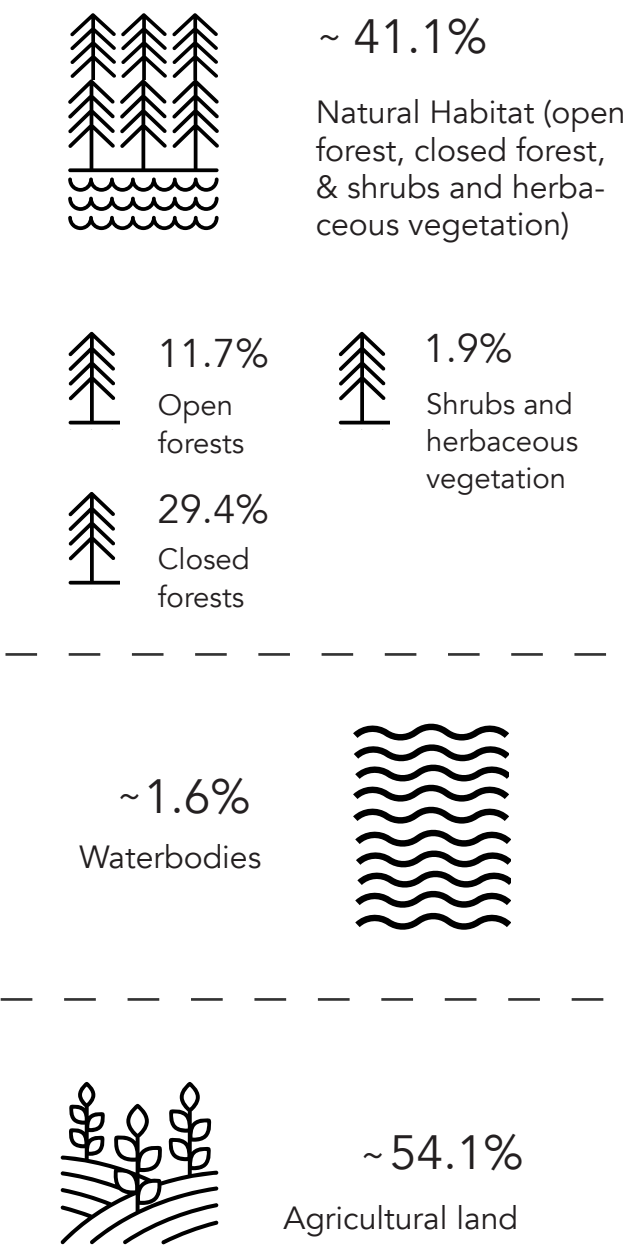 ~ 41.1%
Natural Habitat (open
forest, closed forest,
& shrubs and herba-
ceous vegetation)
11.7%
Open
forests
1.9%
Shrubs and
herbaceous
vegetation
29.4%
Closed
forests
~1.6%
Waterbodies
~54.1%
Agricultural land